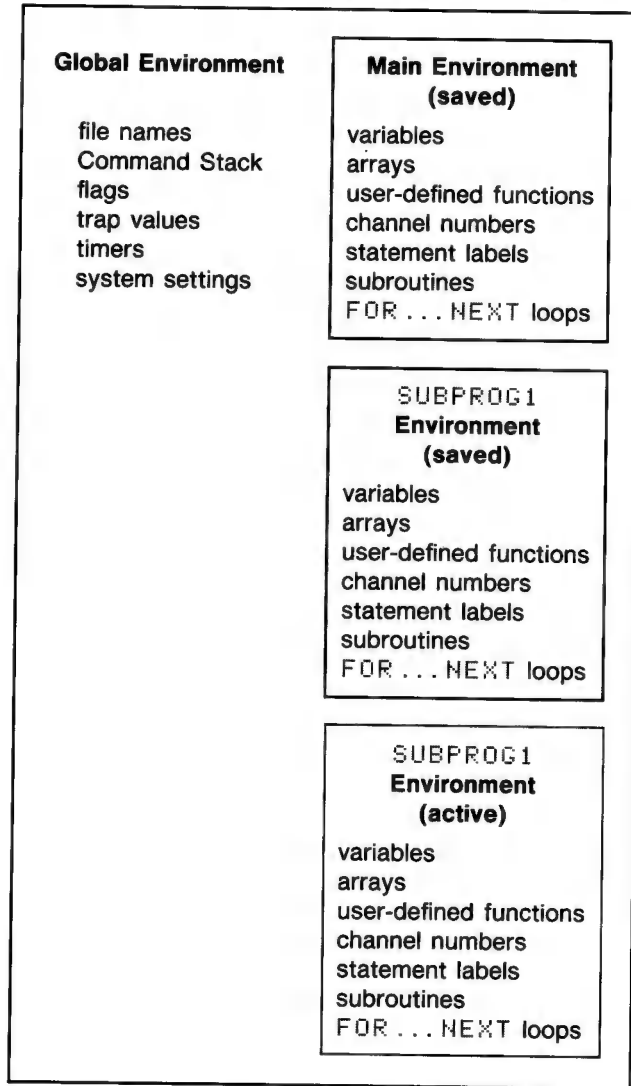 Global Environment
file names
Command Stack
flags
trap values
timers
system settings
Main Environment
(saved)
variables
arrays
user-defined functions
channel numbers
statement labels
subroutines
FOR...NEXT loops
SUBPROG1
Environment
(saved)
variables
arrays
user-defined functions
channel numbers
statement labels
subroutines
FOR...NEXT loops
SUBPROG1
Environment
(active)
variables
arrays
user-defined functions
channel numbers
statement labels
subroutines
FOR...NEXT loops